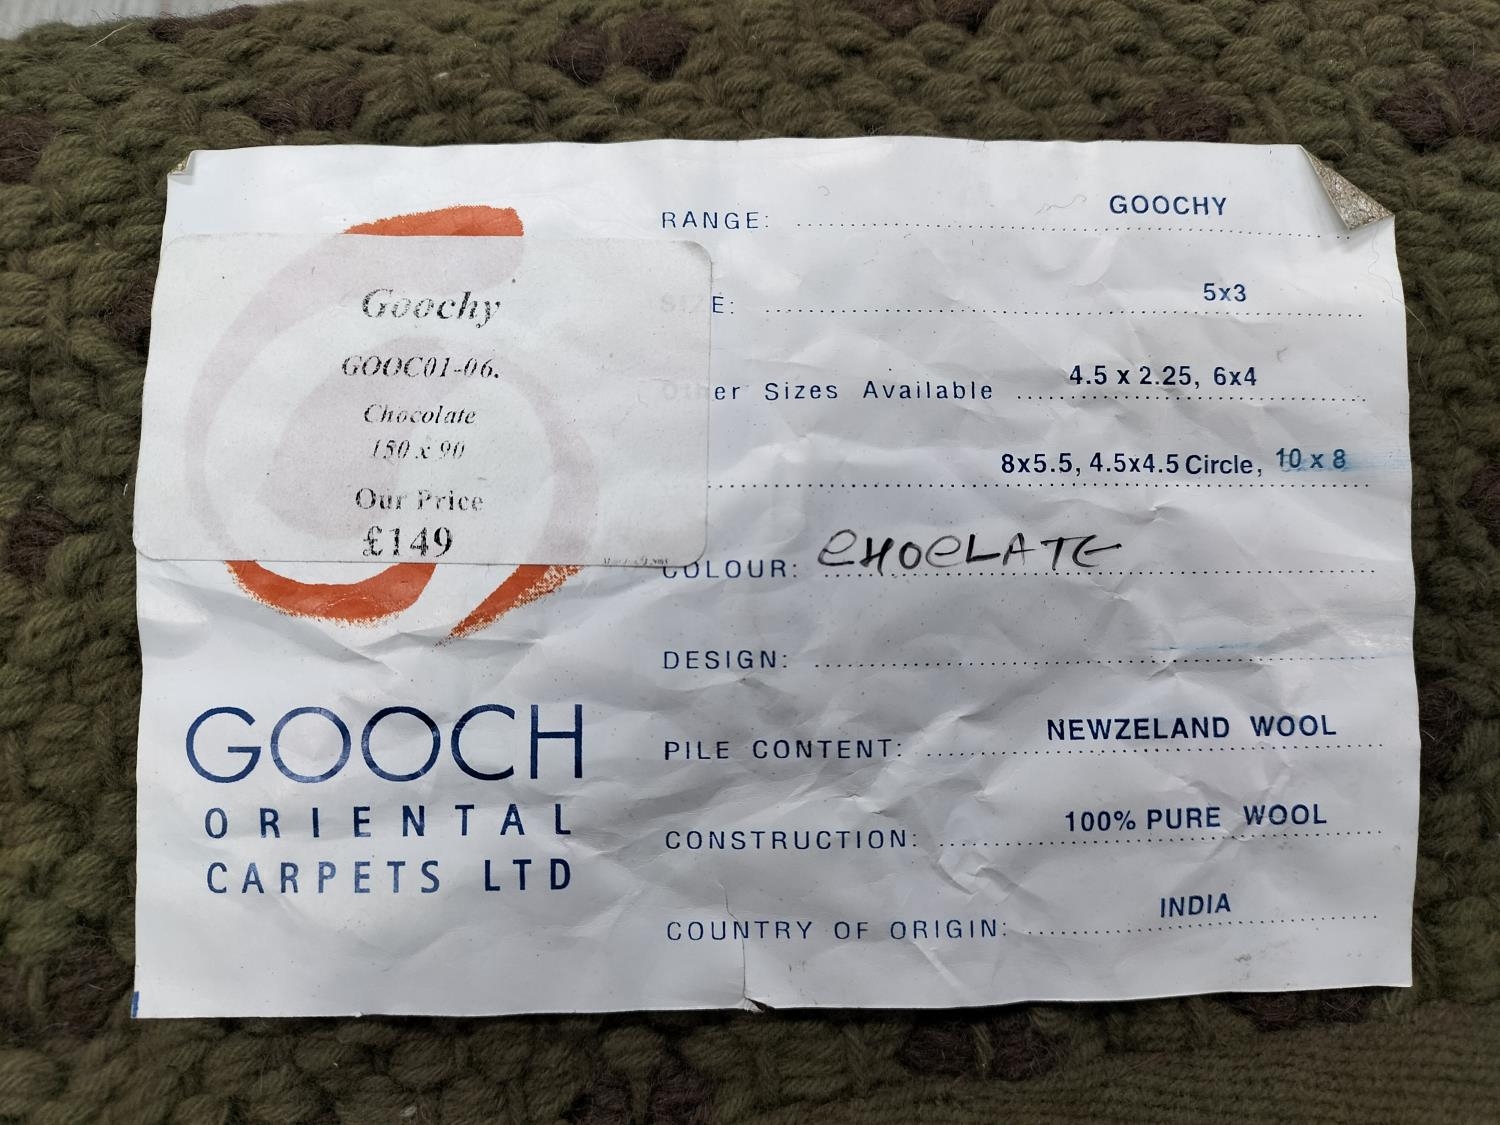 Goochy
GOOC01-06.
Chocolate
150 x 90
Our Price
£149
GOOCH
ORIENTAL
CARPETS LTD
RANGE: GOOCHY
SIZE: 5x3
Other Sizes Available 4.5 x 2.25, 6x4
8x5.5, 4.5x4.5 Circle, 10 x 8
COLOUR: CHOCLATE
DESIGN:
PILE CONTENT: NEWZELAND WOOL
CONSTRUCTION: 100% PURE WOOL
COUNTRY OF ORIGIN: INDIA